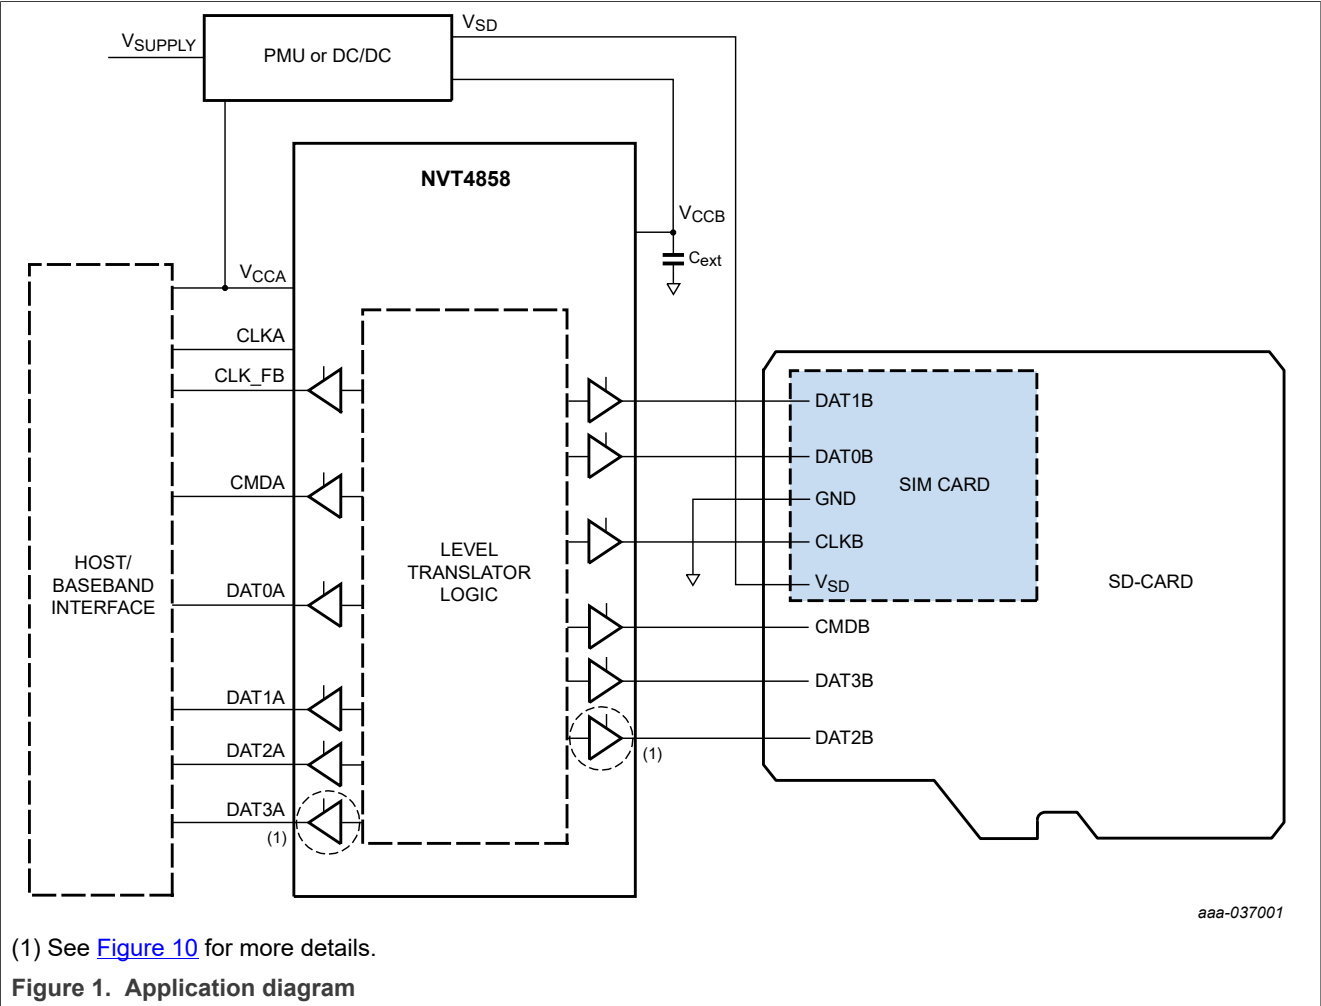 VSD
VSUPPLY
PMU or DC/DC
NVT4858
VCCB
Cext
VCCA
CLKA
CLK_FB
CMDA
DAT0A
DAT1A
DAT2A
DAT3A
(1)
HOST/
BASEBAND
INTERFACE
LEVEL
TRANSLATOR
LOGIC
(1)
DAT1B
DAT0B
GND
CLKB
VSD
CMDB
DAT3B
DAT2B
SIM CARD
SD-CARD
aaa-037001
(1) See Figure 10 for more details.
Figure 1. Application diagram